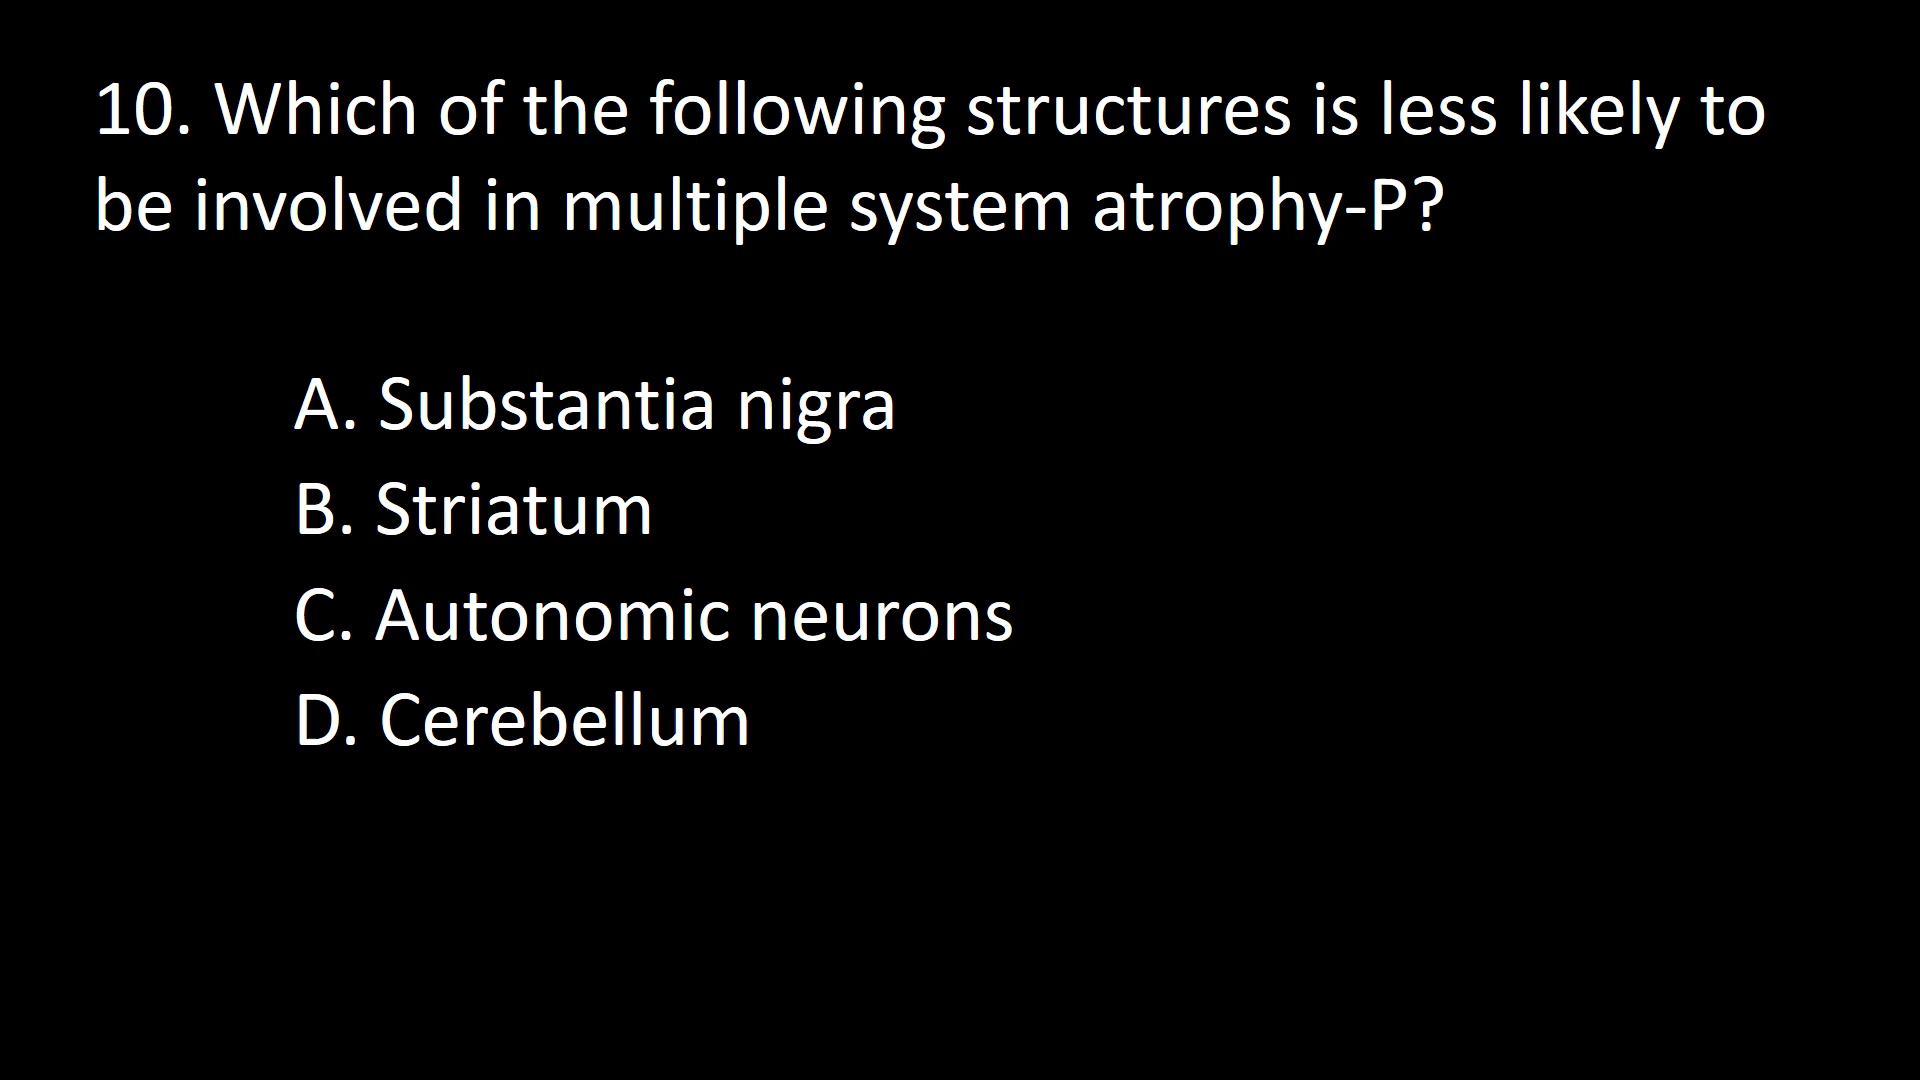 10. Which of the following structures is less likely to
be involved in multiple system atrophy-P?
A. Substantia nigra
B. Striatum
C. Autonomic neurons
D. Cerebellum